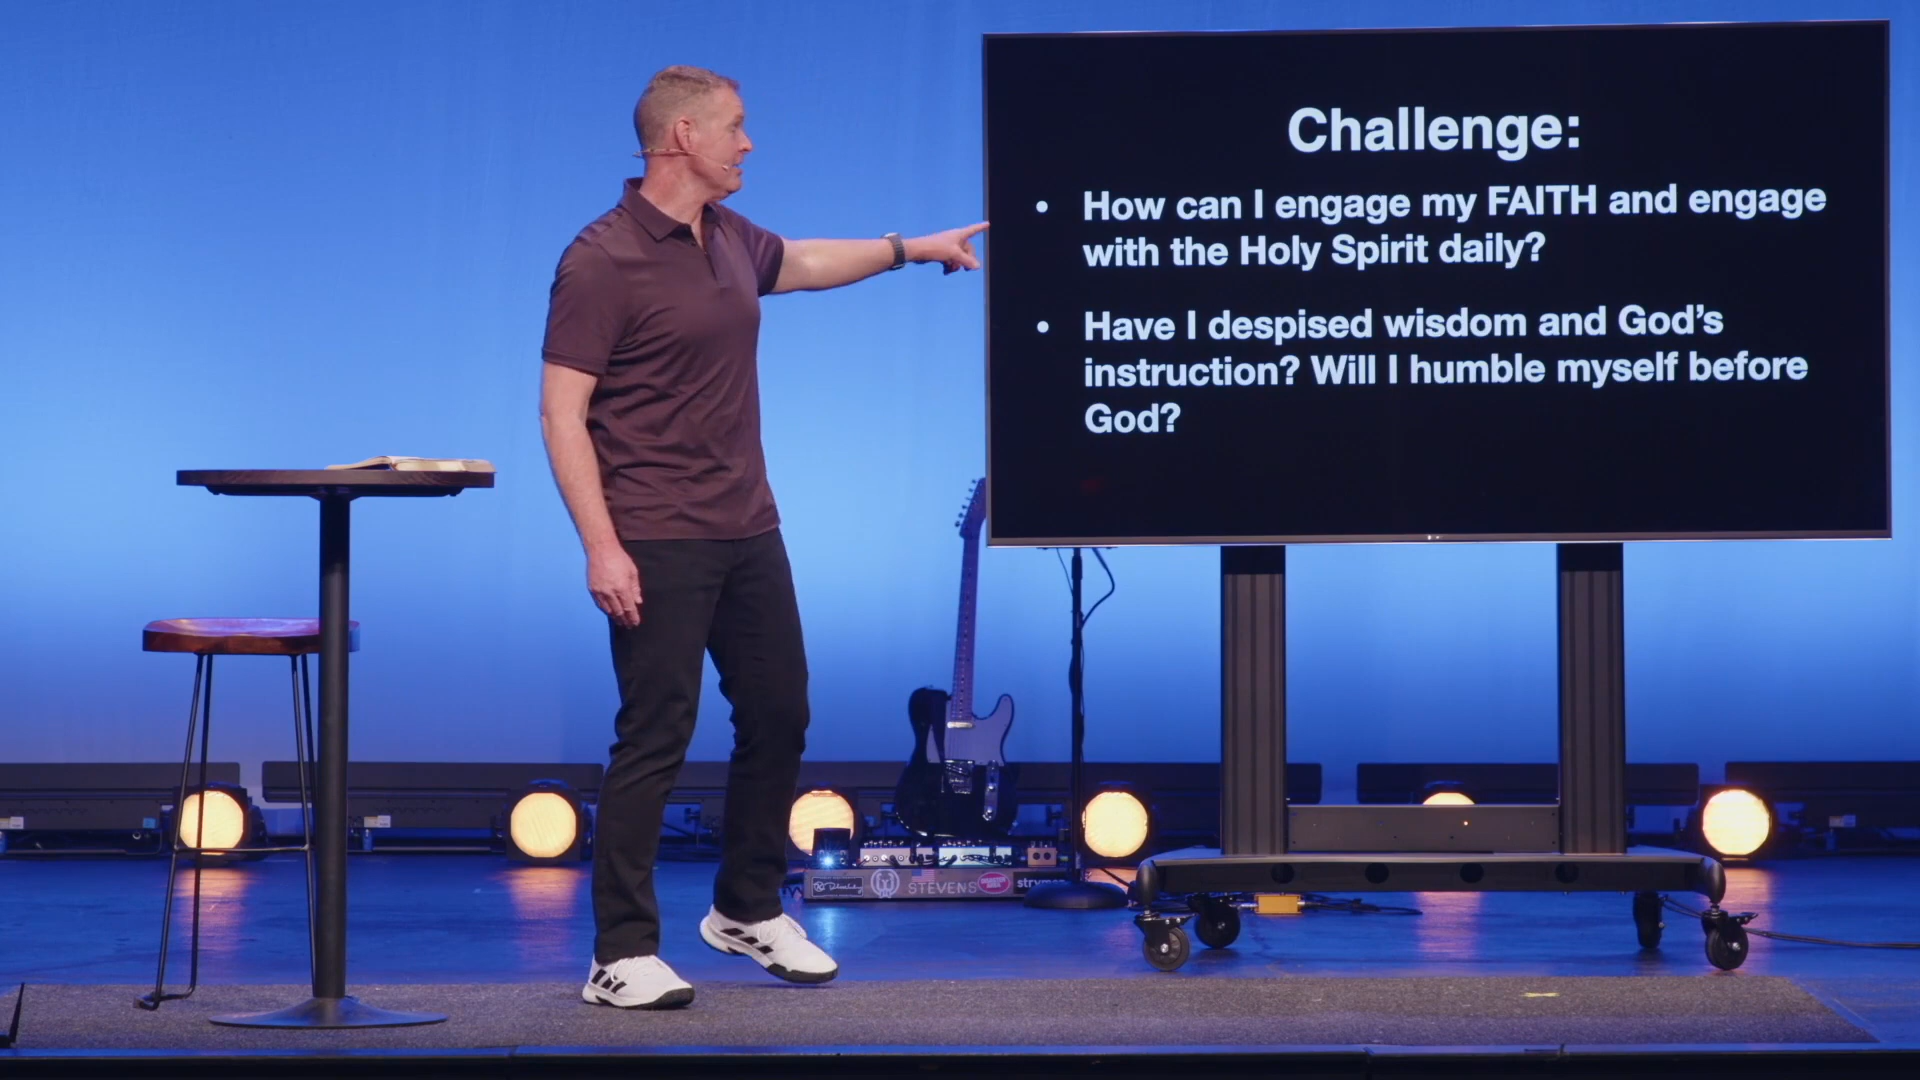 Challenge:
• How can I engage my FAITH and engage
with the Holy Spirit daily?
• Have I despised wisdom and God's
instruction? Will I humble myself before
God?
STEVENS